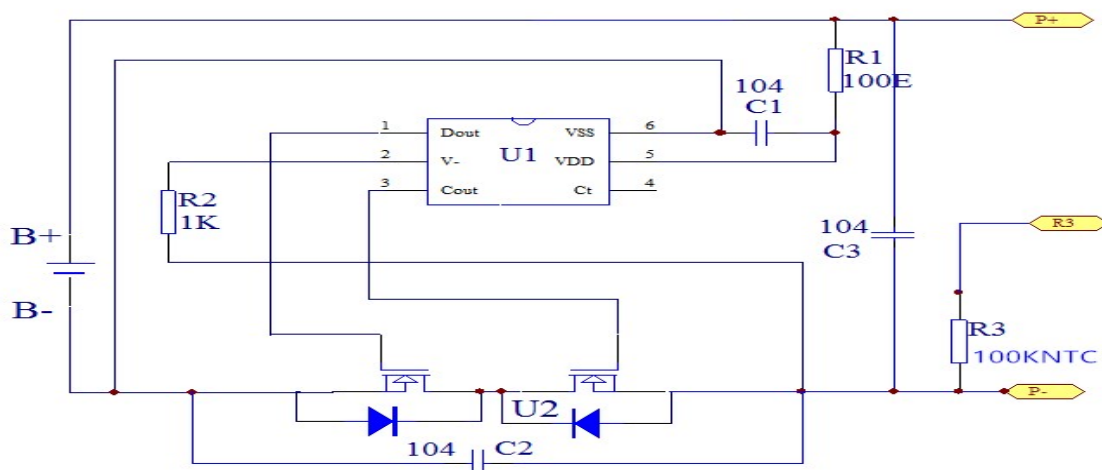 P+
R1
100E
104
C1
1 Dout VSS 6
2 V- U1 VDD 5
3 Cout Ct 4
R2
1K
104
C3
R3
B+
B-
R3
100KNTC
P-
U2
104 C2